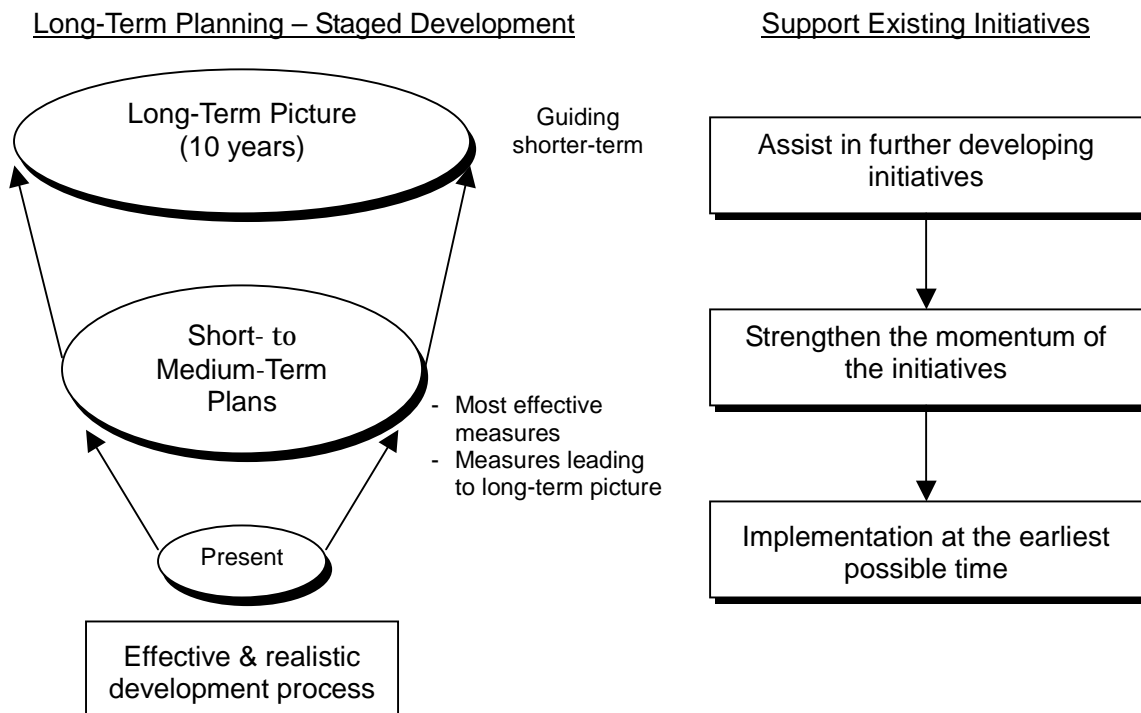 Long-Term Planning – Staged Development
Long-Term Picture
(10 years)
Guiding
shorter-term
Short- to
Medium-Term
Plans
- Most effective
measures
- Measures leading
to long-term picture
Present
Effective & realistic
development process
Support Existing Initiatives
Assist in further developing
initiatives
Strengthen the momentum of
the initiatives
Implementation at the earliest
possible time